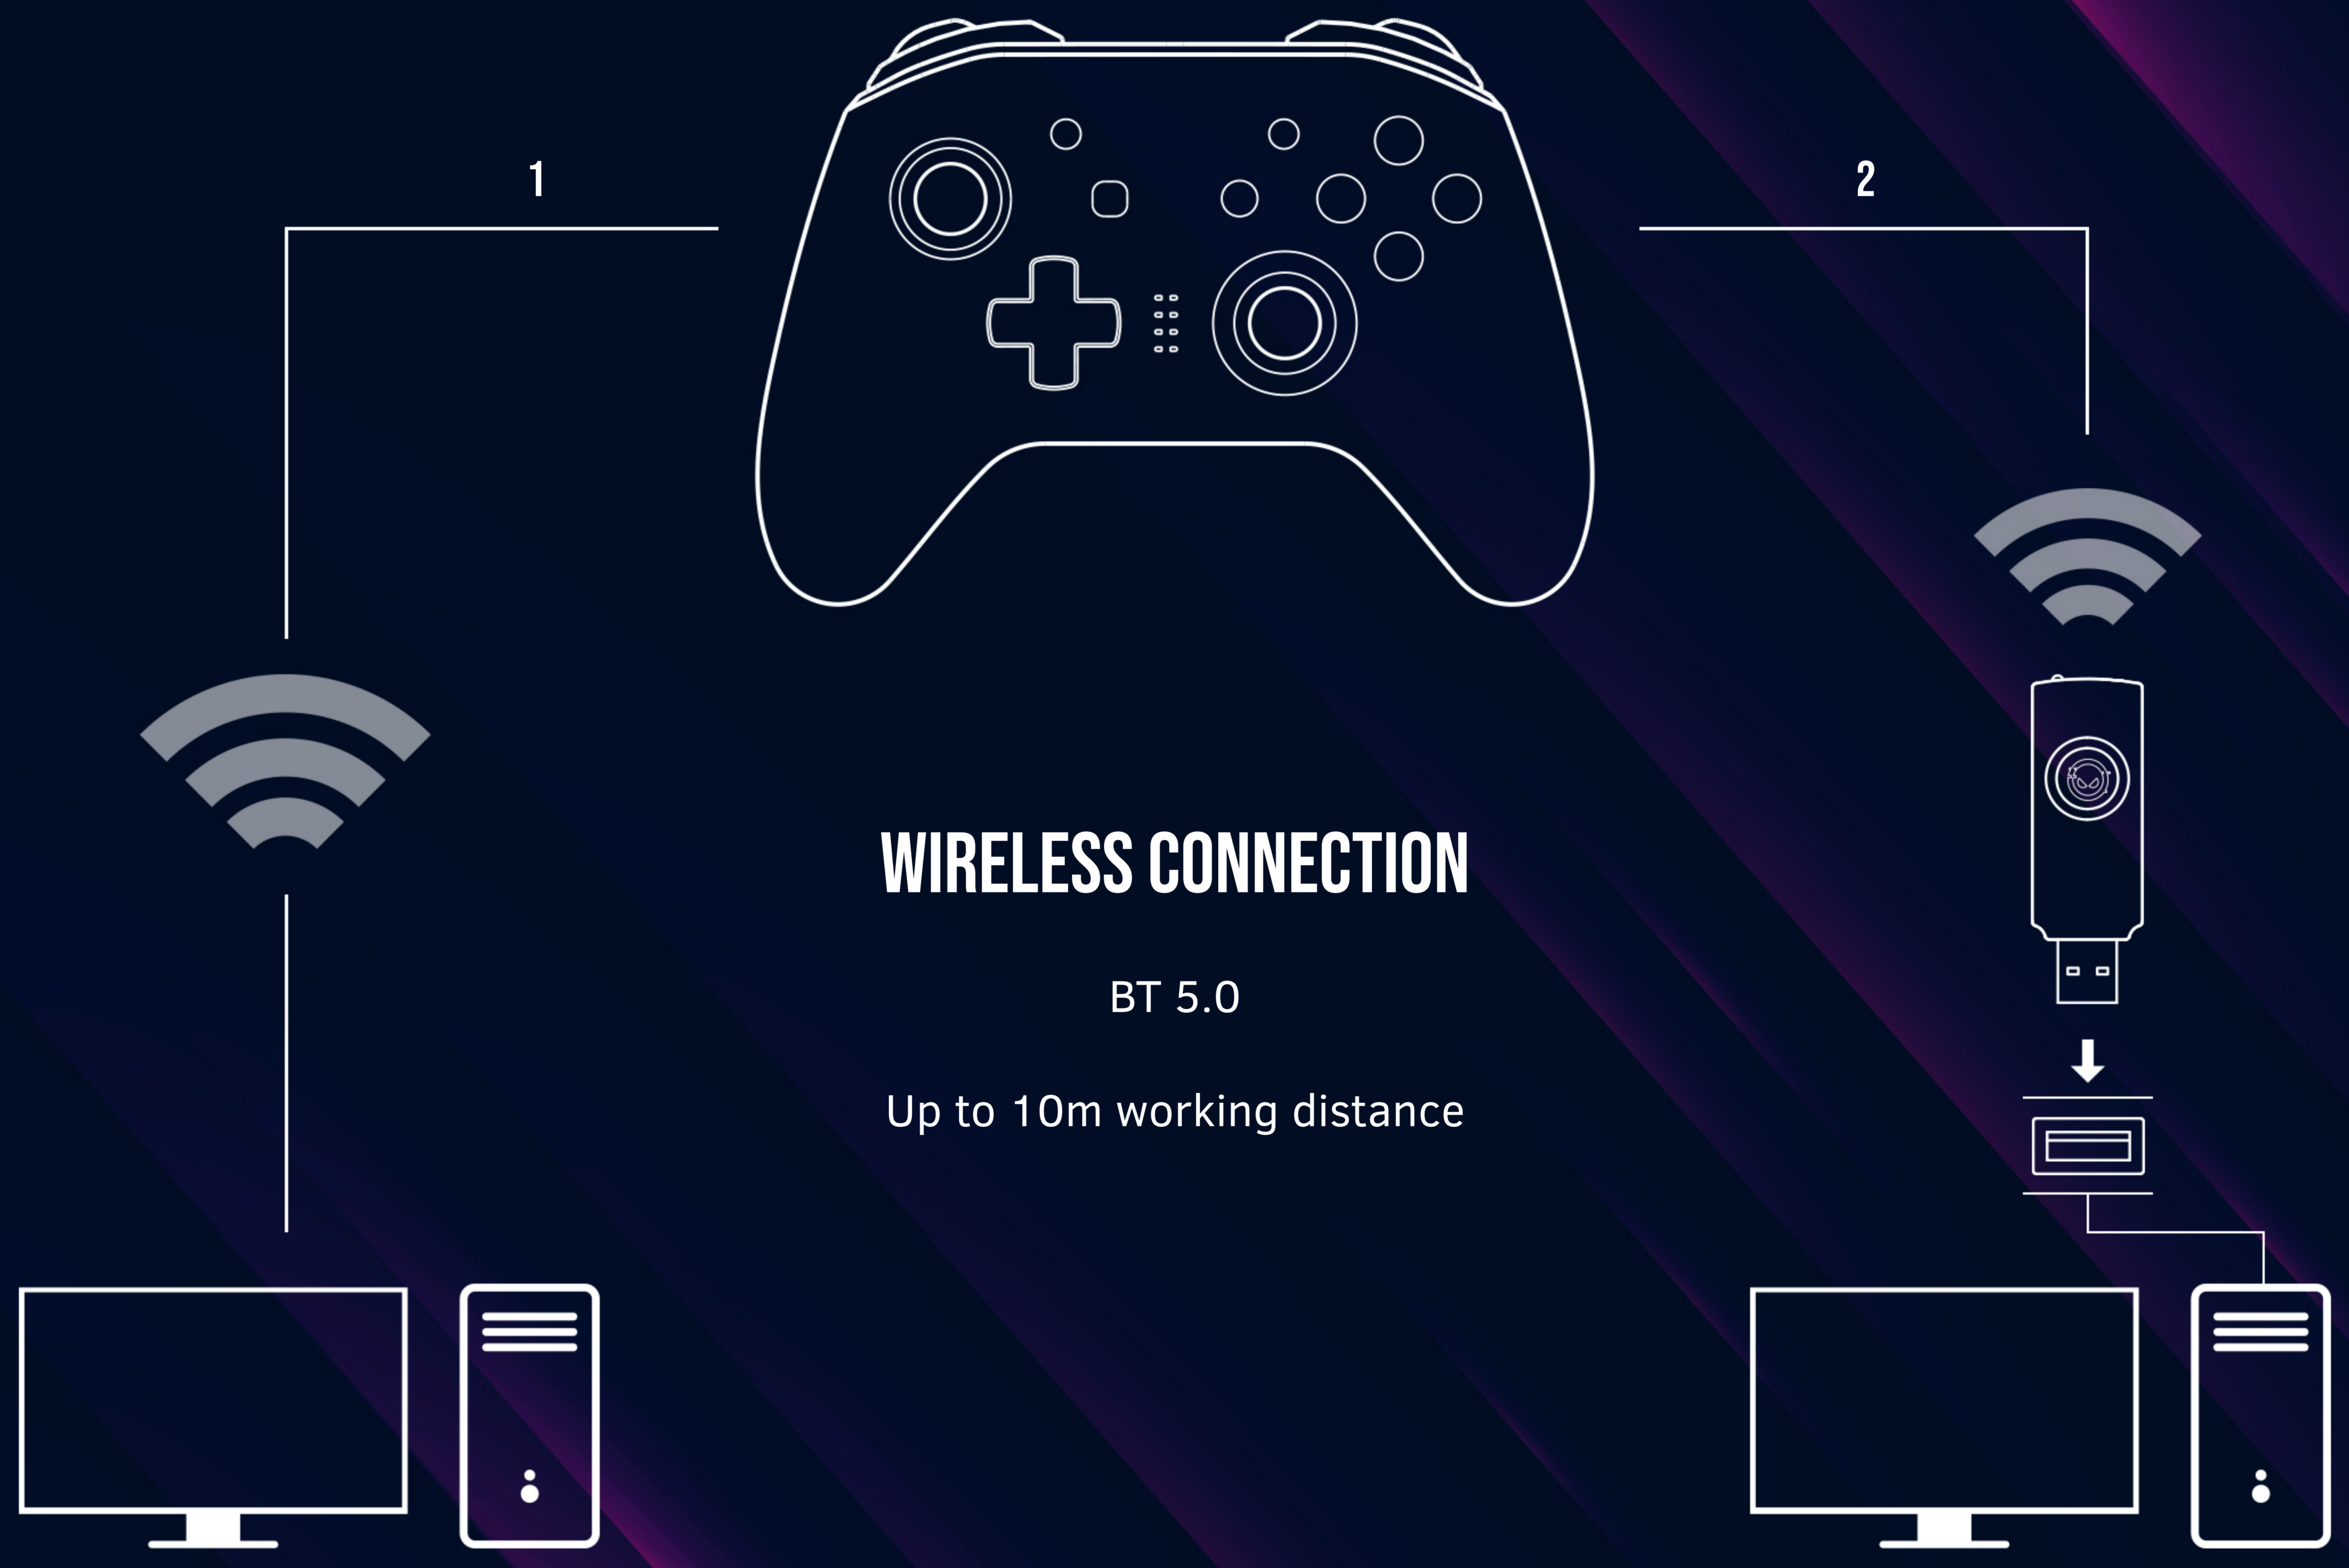 1
2
WIRELESS CONNECTION
BT 5.0
Up to 10m working distance